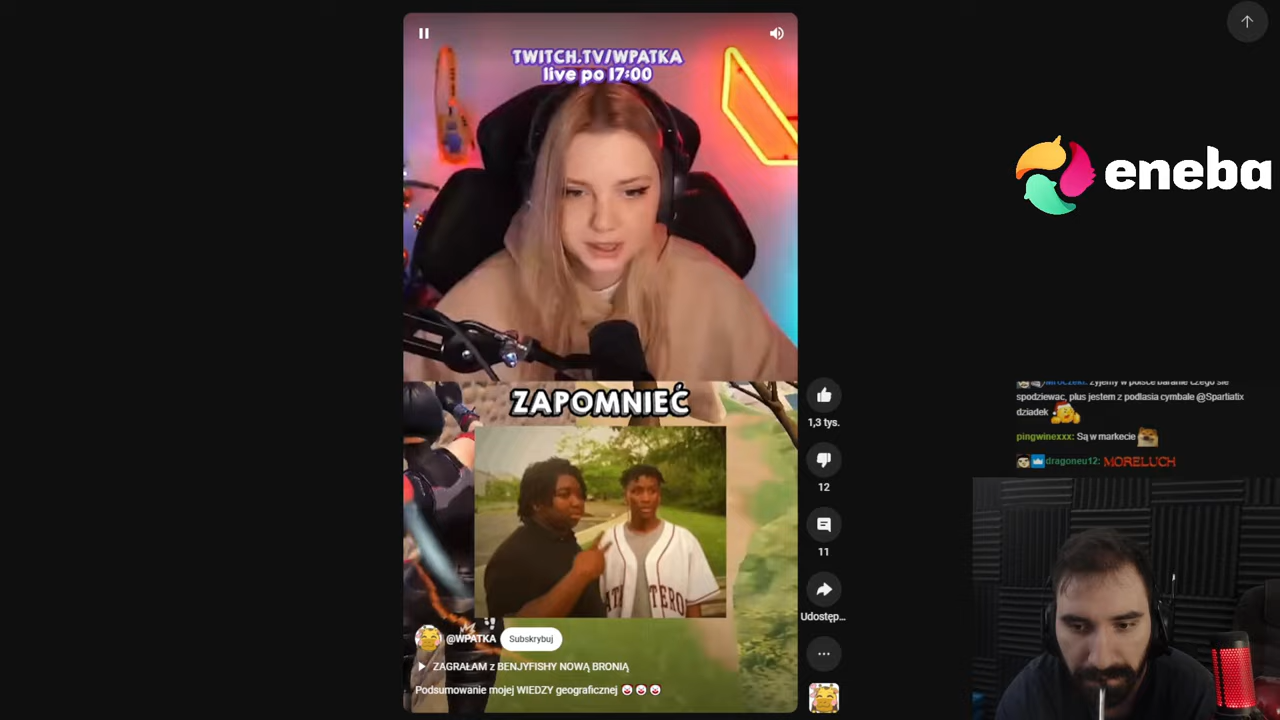 TWITCH.TV/WPATKA
live po 17:00
ZAPOMNIEĆ
@WPATKA
Subskrybuj
ZAGRAŁAM z BENJYFISHY NOWĄ BRONIĄ
Podsumowanie mojej WIEDZY geograficznej
1,3 tys.
12
11
Udostęp...
eneba
żyjemy w polsce baranie czego sie
spodziewac, plus jestem z podlasia cymbale @Spartiatix
dziadek
pingwinexxx: Są w markecie
dragoneu12: MORELUCH